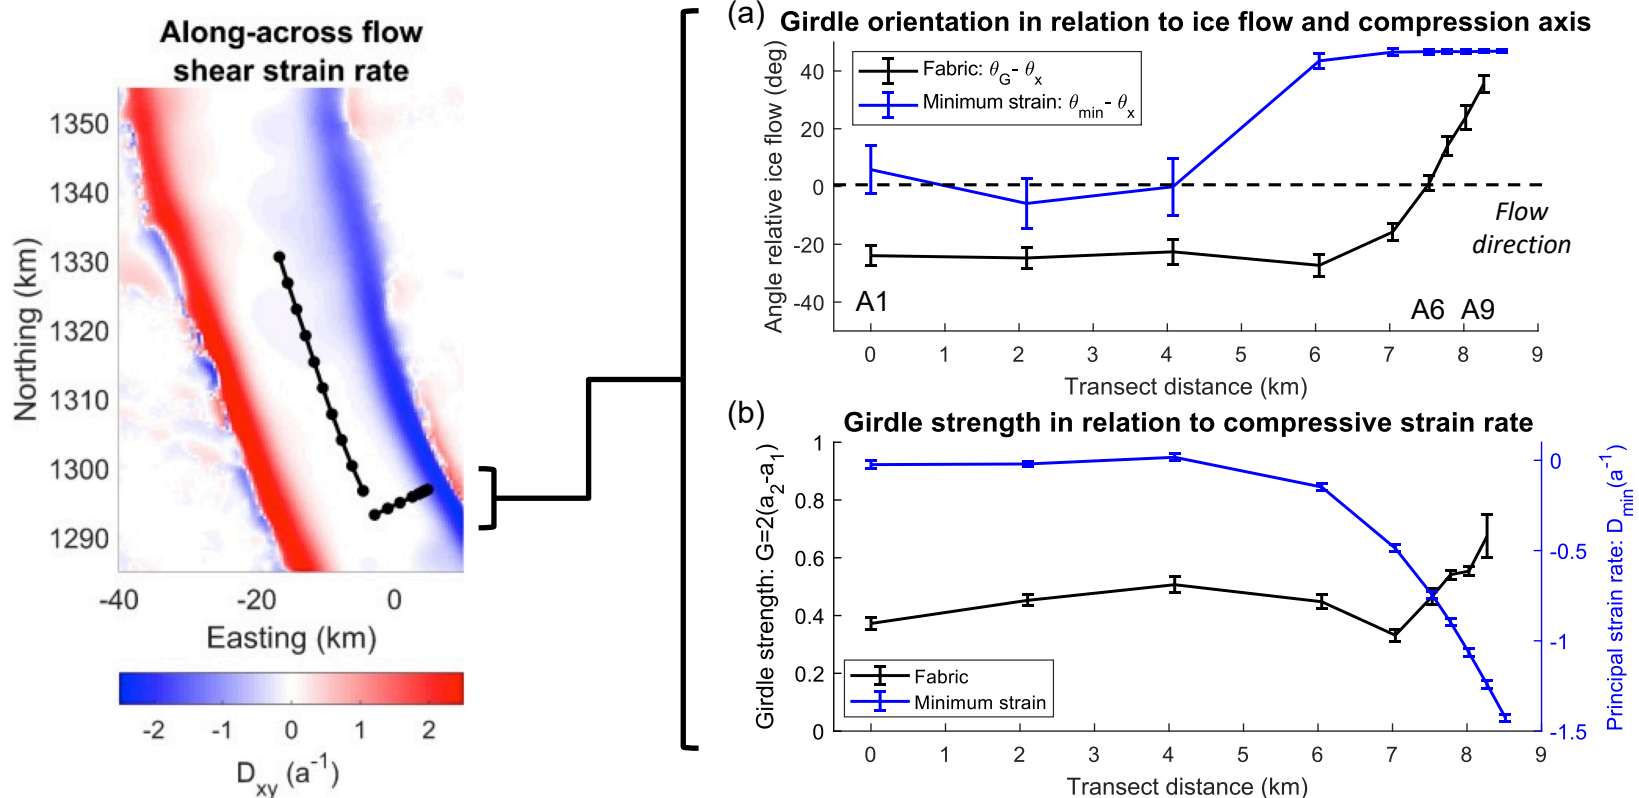 Along-across flow
shear strain rate
1350
1340
1330
1320
1310
1300
1290
Northing (km)
-40
-20
0
Easting (km)
-2
-1
0
1
2
D_xy (a^-1)
(a)
Girdle orientation in relation to ice flow and compression axis
Angle relative ice flow (deg)
40
20
0
-20
-40
Fabric: θ_G- θ_x
Minimum strain: θ_min- θ_x
Flow
direction
A1
A6
A9
0
1
2
3
4
5
6
7
8
9
Transect distance (km)
(b)
Girdle strength in relation to compressive strain rate
Girdle strength: G=2(a_2-a_1)
1
0.8
0.6
0.4
0.2
0
Fabric
Minimum strain
0
-0.5
-1
-1.5
Principal strain rate: D_min(a^-1)
0
1
2
3
4
5
6
7
8
9
Transect distance (km)